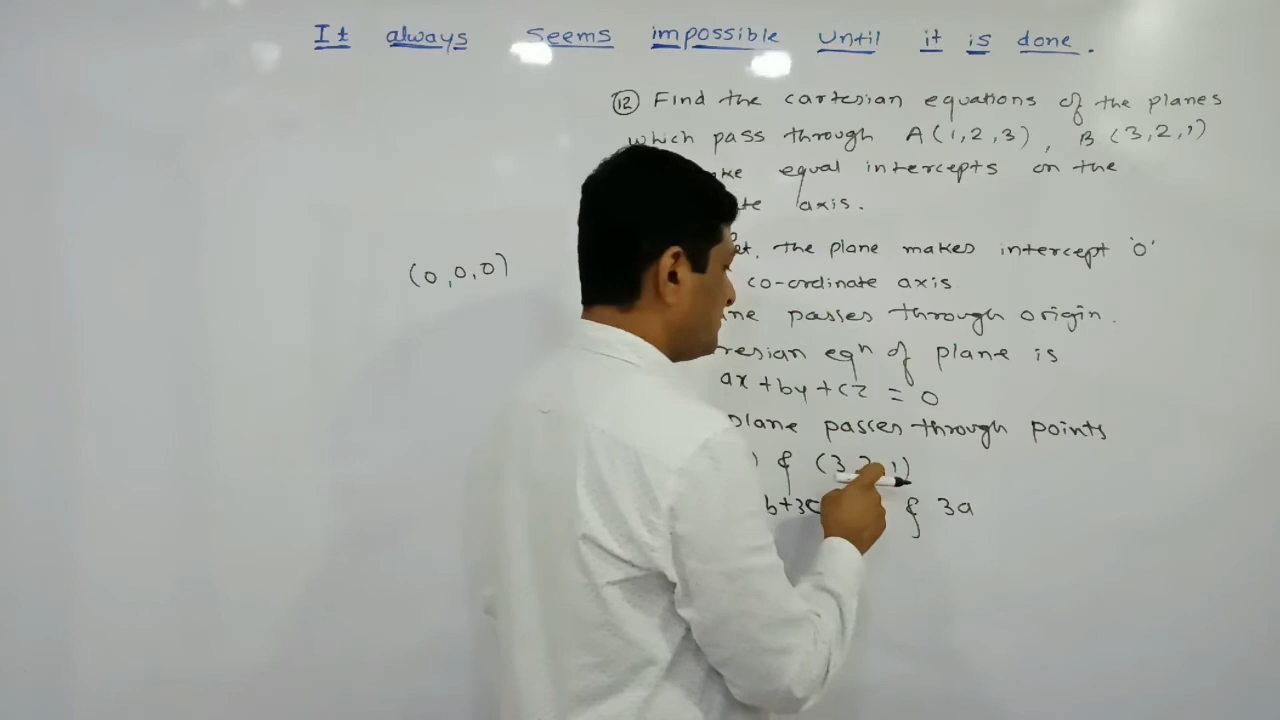 It always seems impossible until it is done.
(12) Find the cartesian equations of the planes
which pass through A(1,2,3), B(3,2,1)
equal intercepts on the
axis.
the plane makes intercept '0'
co-ordinate axis
passes through origin.
eqn of plane is
(0,0,0)
ax+by+cz = 0
plane passes through points
& (3,2,1)
b+3c & 3a